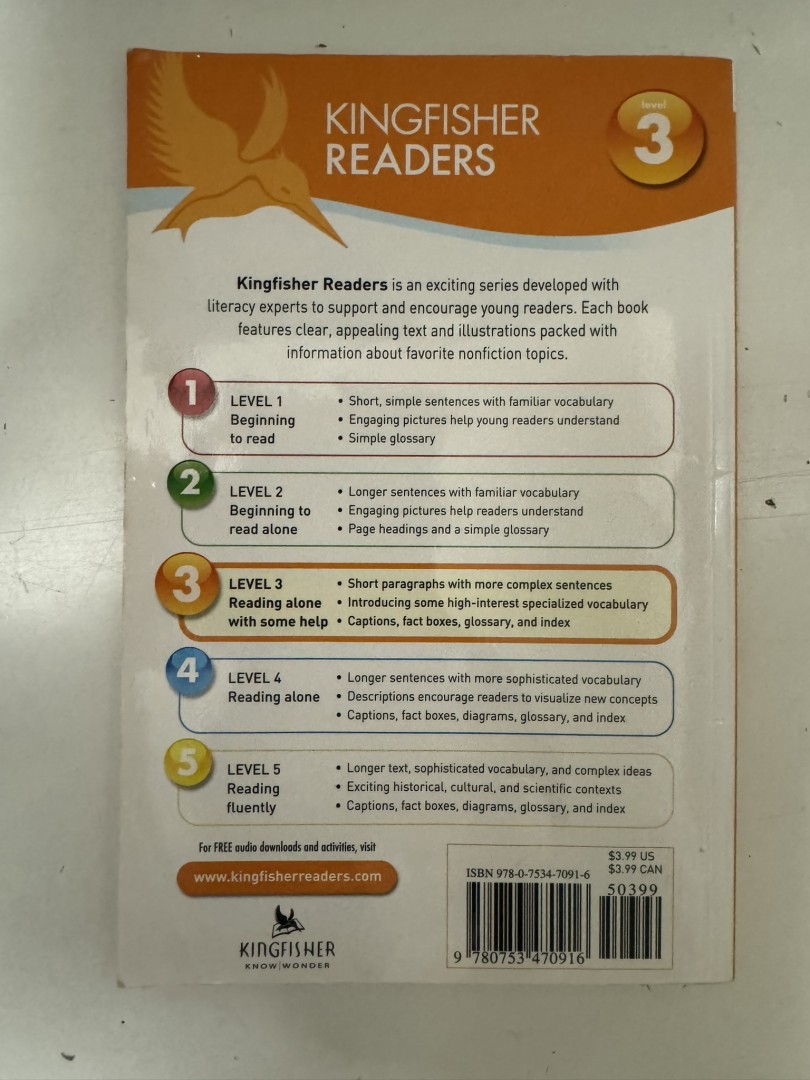 KINGFISHER
READERS
level
3
Kingfisher Readers is an exciting series developed with
literacy experts to support and encourage young readers. Each book
features clear, appealing text and illustrations packed with
information about favorite nonfiction topics.
1
LEVEL 1
Beginning
to read
• Short, simple sentences with familiar vocabulary
• Engaging pictures help young readers understand
• Simple glossary
2
LEVEL 2
Beginning to
read alone
• Longer sentences with familiar vocabulary
• Engaging pictures help readers understand
• Page headings and a simple glossary
3
LEVEL 3
Reading alone
with some help
• Short paragraphs with more complex sentences
• Introducing some high-interest specialized vocabulary
• Captions, fact boxes, glossary, and index
4
LEVEL 4
Reading alone
• Longer sentences with more sophisticated vocabulary
• Descriptions encourage readers to visualize new concepts
• Captions, fact boxes, diagrams, glossary, and index
5
LEVEL 5
Reading
fluently
• Longer text, sophisticated vocabulary, and complex ideas
• Exciting historical, cultural, and scientific contexts
• Captions, fact boxes, diagrams, glossary, and index
For FREE audio downloads and activities, visit
www.kingfisherreaders.com
KINGFISHER
KNOW|WONDER
$3.99 US
$3.99 CAN
ISBN 978-0-7534-7091-6
50399
9 780753 470916